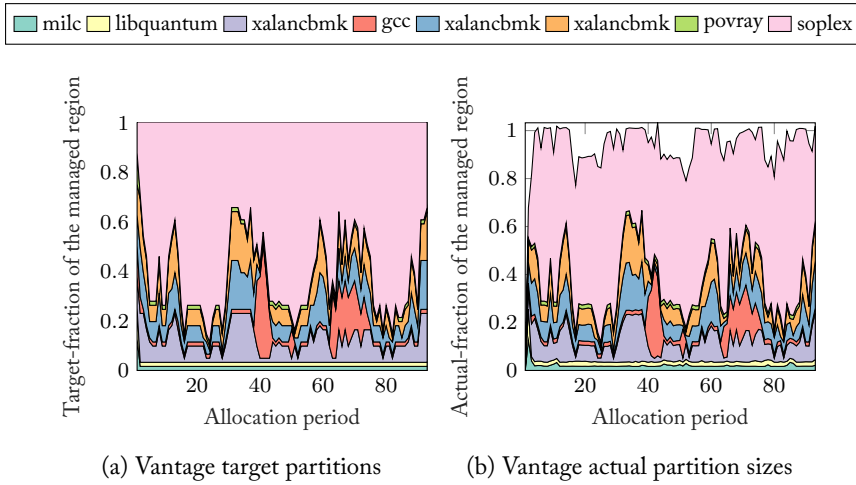 milc libquantum xalancbmk gcc xalancbmk xalancbmk povray soplex
Target-fraction of the managed region
1
0.8
0.6
0.4
0.2
0
20 40 60 80
Allocation period
(a) Vantage target partitions
Actual-fraction of the managed region
1
0.8
0.6
0.4
0.2
0
20 40 60 80
Allocation period
(b) Vantage actual partition sizes